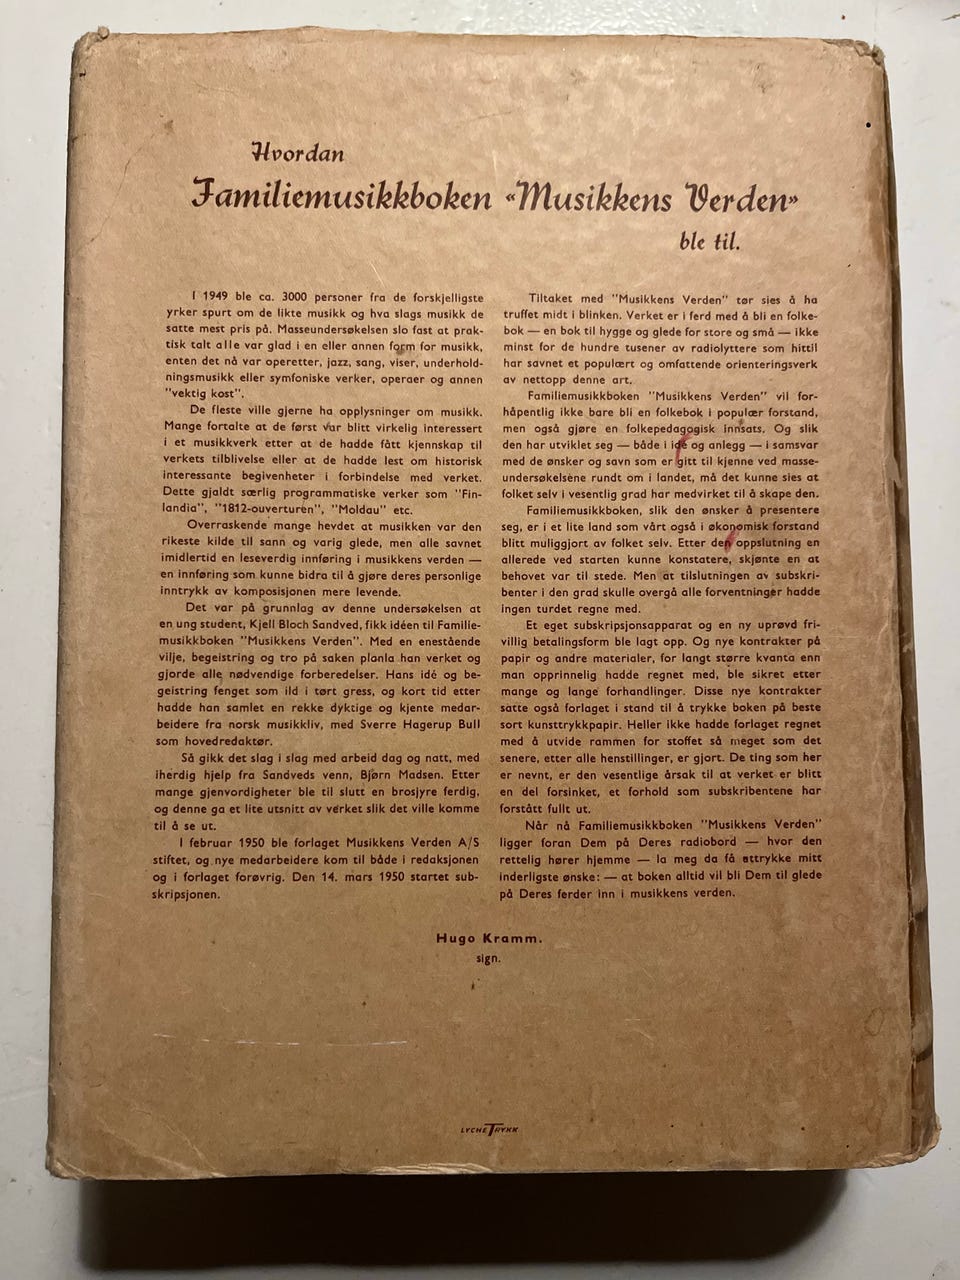 Hvordan
Familiemusikkboken «Musikkens Verden»
ble til.
I 1949 ble ca. 3000 personer fra de forskjelligste
yrker spurt om de likte musikk og hva slags musikk de
satte mest pris på. Masseundersøkelsen slo fast at prak-
tisk talt alle var glad i en eller annen form for musikk,
enten det nå var operetter, jazz, sang, viser, underhold-
ningsmusikk eller symfoniske verker, operaer og annen
"vektig kost".
De fleste ville gjerne ha opplysninger om musikk.
Mange fortalte at de først var blitt virkelig interessert
i et musikkverk etter at de hadde fått kjennskap til
verkets tilblivelse eller at de hadde lest om historisk
interessante begivenheter i forbindelse med verket.
Dette gjaldt særlig programmatiske verker som "Fin-
landia", "1812-ouverturen", "Moldau" etc.
Overraskende mange hevdet at musikken var den
rikeste kilde til sann og varig glede, men alle savnet
imidlertid en leseverdig innføring i musikkens verden —
en innføring som kunne bidra til å gjøre deres personlige
inntrykk av komposisjonen mere levende.
Det var på grunnlag av denne undersøkelsen at
en ung student, Kjell Bloch Sandved, fikk idéen til Familie-
musikkboken "Musikkens Verden". Med en enestående
vilje, begeistring og tro på saken planla han verket og
gjorde alle nødvendige forberedelser. Hans idé og be-
geistring fenget som ild i tørt gress, og kort tid etter
hadde han samlet en rekke dyktige og kjente medar-
beidere fra norsk musikkliv, med Sverre Hagerup Bull
som hovedredaktør.
Så gikk det slag i slag med arbeid dag og natt, med
iherdig hjelp fra Sandveds venn, Bjørn Madsen. Etter
mange gjenvordigheter ble til slutt en brosjyre ferdig,
og denne ga et lite utsnitt av verket slik det ville komme
til å se ut.
I februar 1950 ble forlaget Musikkens Verden A/S
stiftet, og nye medarbeidere kom til både i redaksjonen
og i forlaget forøvrig. Den 14. mars 1950 startet sub-
skripsjonen.
Tiltaket med "Musikkens Verden" tør sies å ha
truffet midt i blinken. Verket er i ferd med å bli en folke-
bok — en bok til hygge og glede for store og små — ikke
minst for de hundre tusener av radiolyttere som hittil
har savnet et populært og omfattende orienteringsverk
av nettopp denne art.
Familiemusikkboken "Musikkens Verden" vil for-
håpentlig ikke bare bli en folkebok i populær forstand,
men også gjøre en folkepedagogisk innsats. Og slik
den har utviklet seg — både i idé og anlegg — i samsvar
med de ønsker og savn som er gitt til kjenne ved masse-
undersøkelsene rundt om i landet, må det kunne sies at
folket selv i vesentlig grad har medvirket til å skape den.
Familiemusikkboken, slik den ønsker å presentere
seg, er i et lite land som vårt også i økonomisk forstand
blitt muliggjort av folket selv. Etter den oppslutning en
allerede ved starten kunne konstatere, skjønte en at
behovet var til stede. Men at tilslutningen av subskri-
benter i den grad skulle overgå alle forventninger hadde
ingen turdet regne med.
Et eget subskripsjonsapparat og en ny uprøvd fri-
villig betalingsform ble lagt opp. Og nye kontrakter på
papir og andre materialer, for langt større kvanta enn
man opprinnelig hadde regnet med, ble sikret etter
mange og lange forhandlinger. Disse nye kontrakter
satte også forlaget i stand til å trykke boken på beste
sort kunsttrykkpapir. Heller ikke hadde forlaget regnet
med å utvide rammen for stoffet så meget som det
senere, etter alle henstillinger, er gjort. De ting som her
er nevnt, er den vesentlige årsak til at verket er blitt
en del forsinket, et forhold som subskribentene har
forstått fullt ut.
Når nå Familiemusikkboken "Musikkens Verden"
ligger foran Dem på Deres radiobord — hvor den
rettelig hører hjemme — la meg da få uttrykke mitt
inderligste ønske: — at boken alltid vil bli Dem til glede
på Deres ferder inn i musikkens verden.
Hugo Kramm.
sign.
LYCHE TRYKK